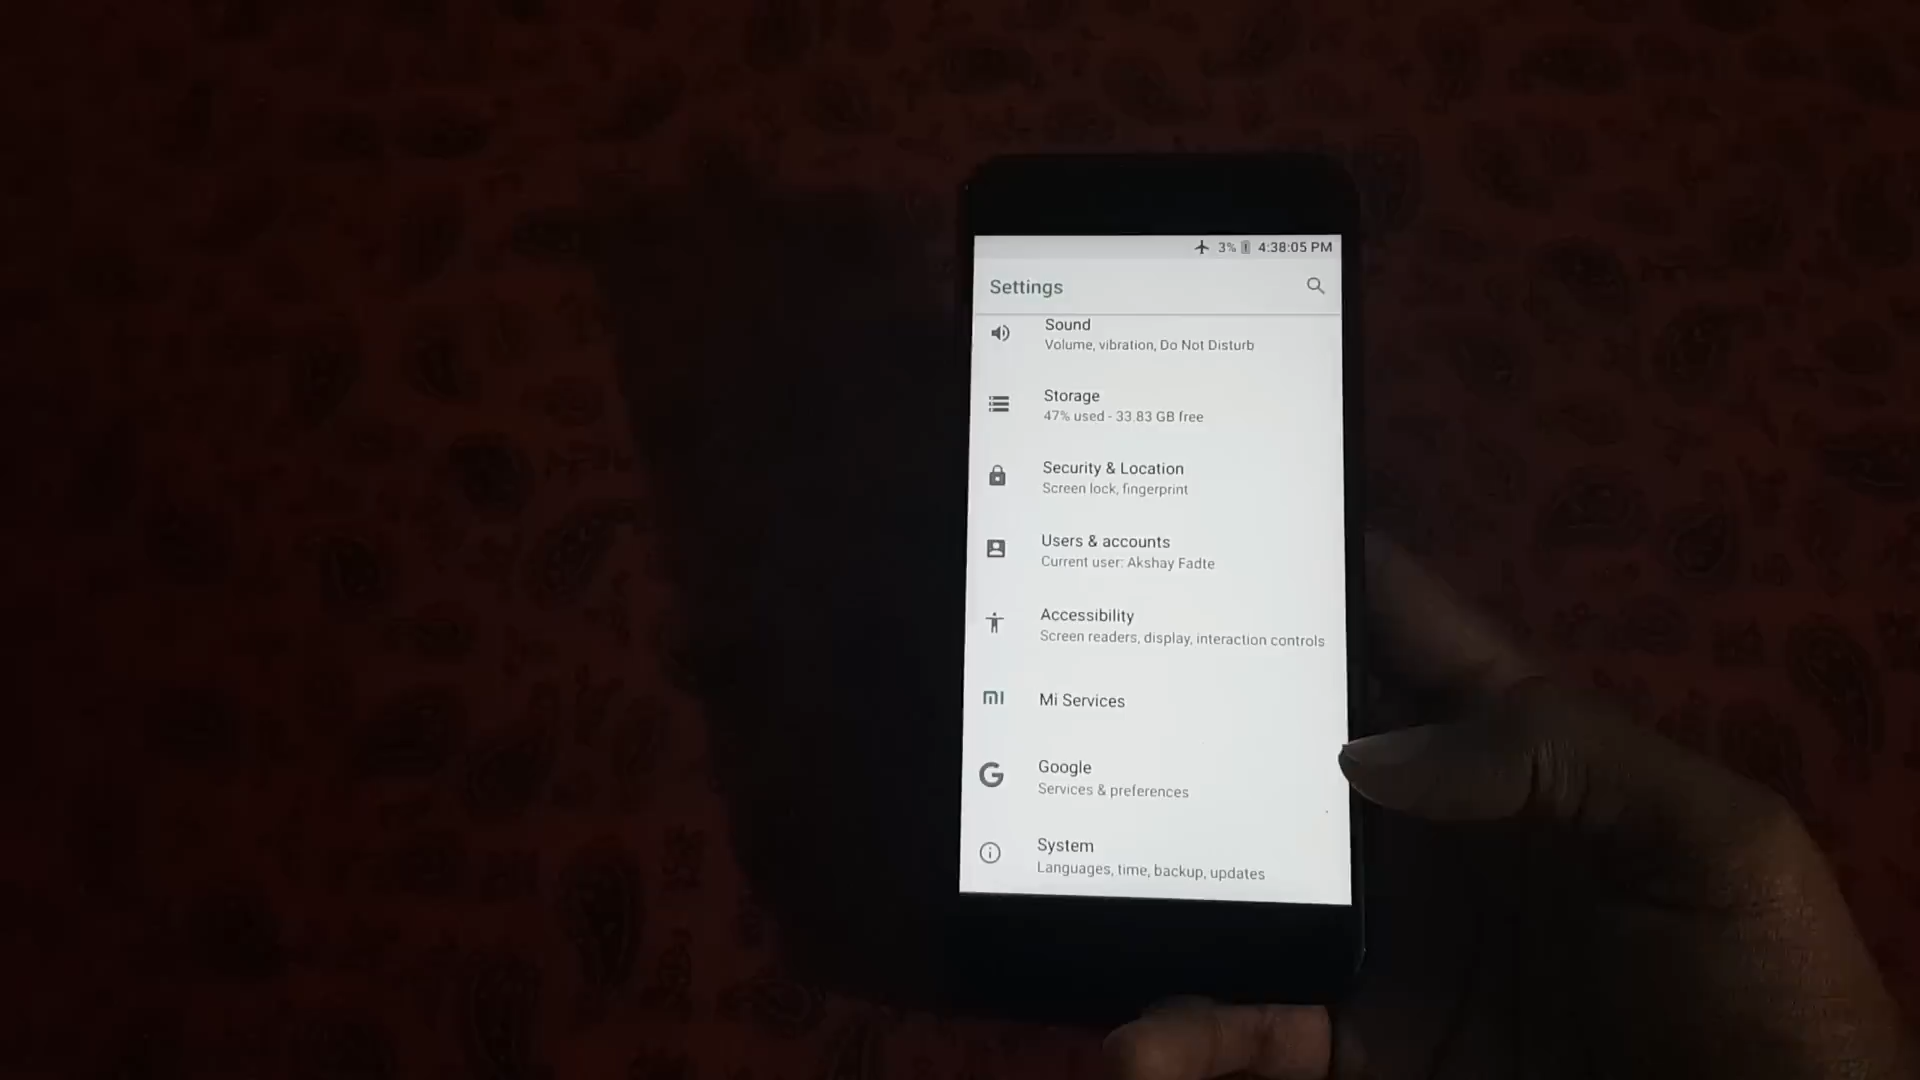 3% 4:38:05 PM
Settings
Sound
Volume, vibration, Do Not Disturb
Storage
47% used - 33.83 GB free
Security & Location
Screen lock, fingerprint
Users & accounts
Current user: Akshay Fadte
Accessibility
Screen readers, display, interaction controls
MI Mi Services
G Google
Services & preferences
System
Languages, time, backup, updates